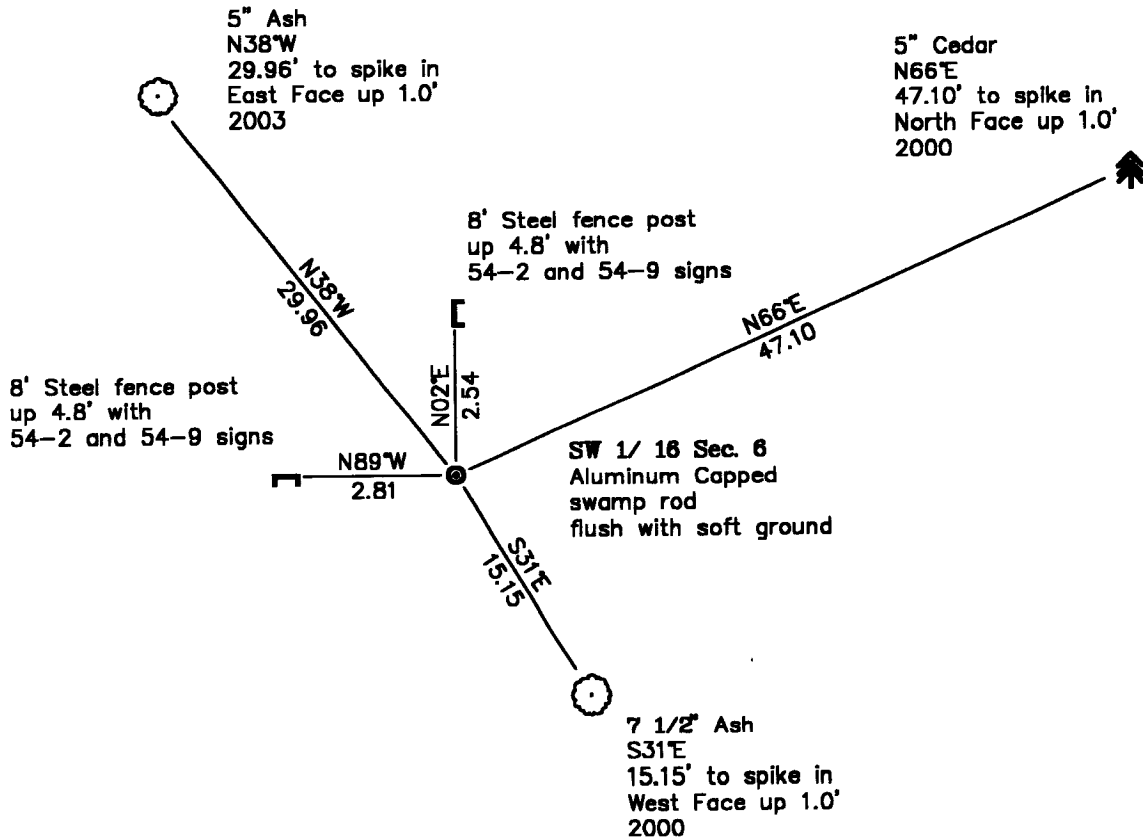 5" Ash
N38°W
29.96' to spike in
East Face up 1.0'
2003
5" Cedar
N66°E
47.10' to spike in
North Face up 1.0'
2000
8' Steel fence post
up 4.8' with
54-2 and 54-9 signs
N38°W
29.96
N66°E
47.10
N02°E
2.54
8' Steel fence post
up 4.8' with
54-2 and 54-9 signs
N89°W
2.81
SW 1/ 16 Sec. 6
Aluminum Capped
swamp rod
flush with soft ground
S31°E
15.15
7 1/2" Ash
S31°E
15.15' to spike in
West Face up 1.0'
2000